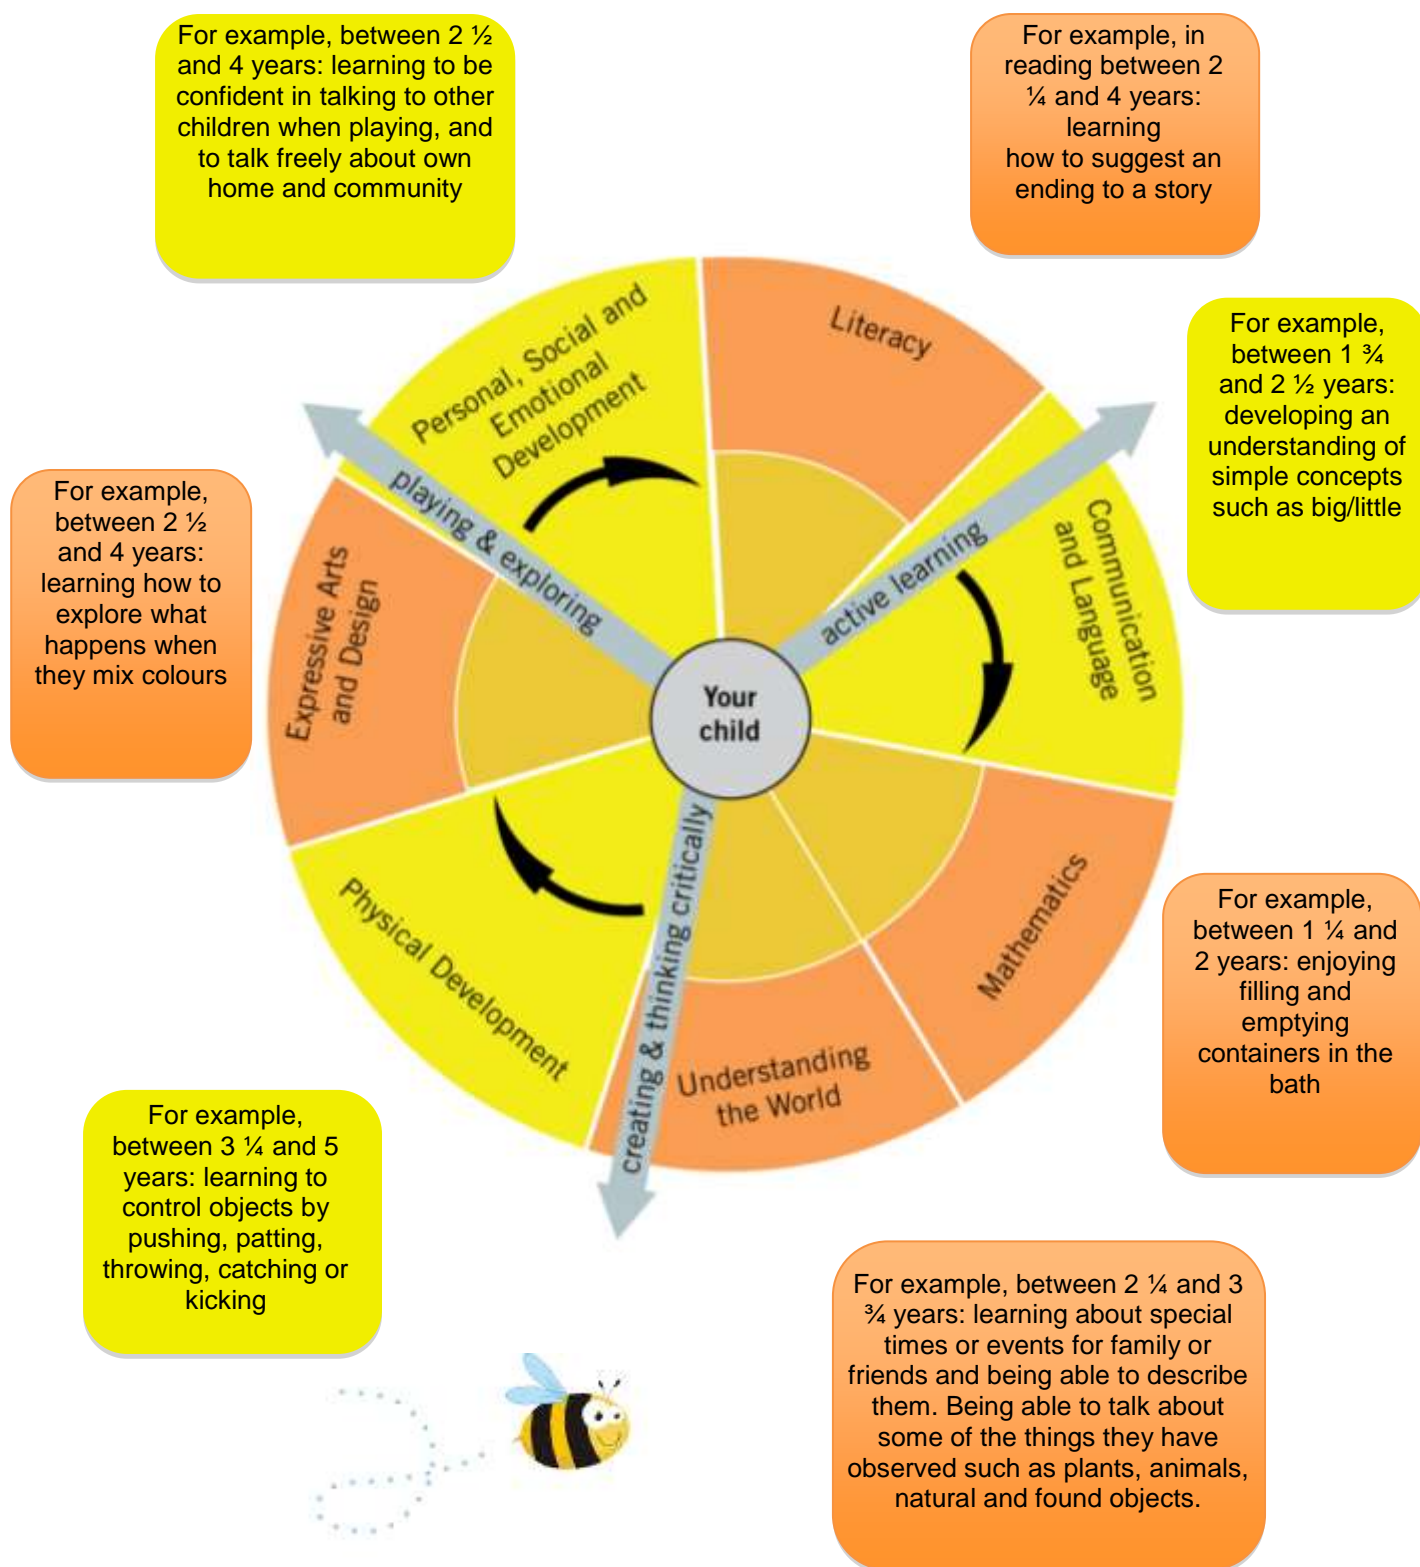 For example, between 2 ½
and 4 years: learning to be
confident in talking to other
children when playing, and
to talk freely about own
home and community
For example, in
reading between 2
¼ and 4 years:
learning
how to suggest an
ending to a story
For example,
between 1 ¾
and 2 ½ years:
developing an
understanding of
simple concepts
such as big/little
For example,
between 2 ½
and 4 years:
learning how to
explore what
happens when
they mix colours
Personal, Social and
Emotional
Development
Literacy
Communication
and Language
Expressive Arts
and Design
playing & exploring
active learning
Your
child
creating & thinking critically
Physical Development
Mathematics
Understanding
the World
For example,
between 1 ¼ and
2 years: enjoying
filling and
emptying
containers in the
bath
For example,
between 3 ¼ and 5
years: learning to
control objects by
pushing, patting,
throwing, catching or
kicking
For example, between 2 ¼ and 3
¾ years: learning about special
times or events for family or
friends and being able to describe
them. Being able to talk about
some of the things they have
observed such as plants, animals,
natural and found objects.